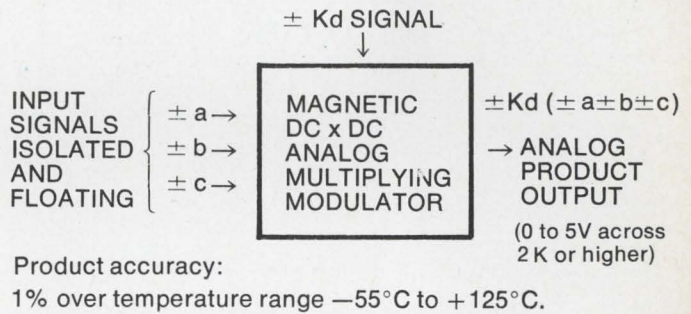 ± Kd SIGNAL
↓
INPUT
SIGNALS
ISOLATED
AND
FLOATING
± a→
± b→
± c→
MAGNETIC
DC x DC
ANALOG
MULTIPLYING
MODULATOR
±Kd (± a±b±c)
→ ANALOG
PRODUCT
OUTPUT
(0 to 5V across
2 K or higher)
Product accuracy:
1% over temperature range —55°C to +125°C.